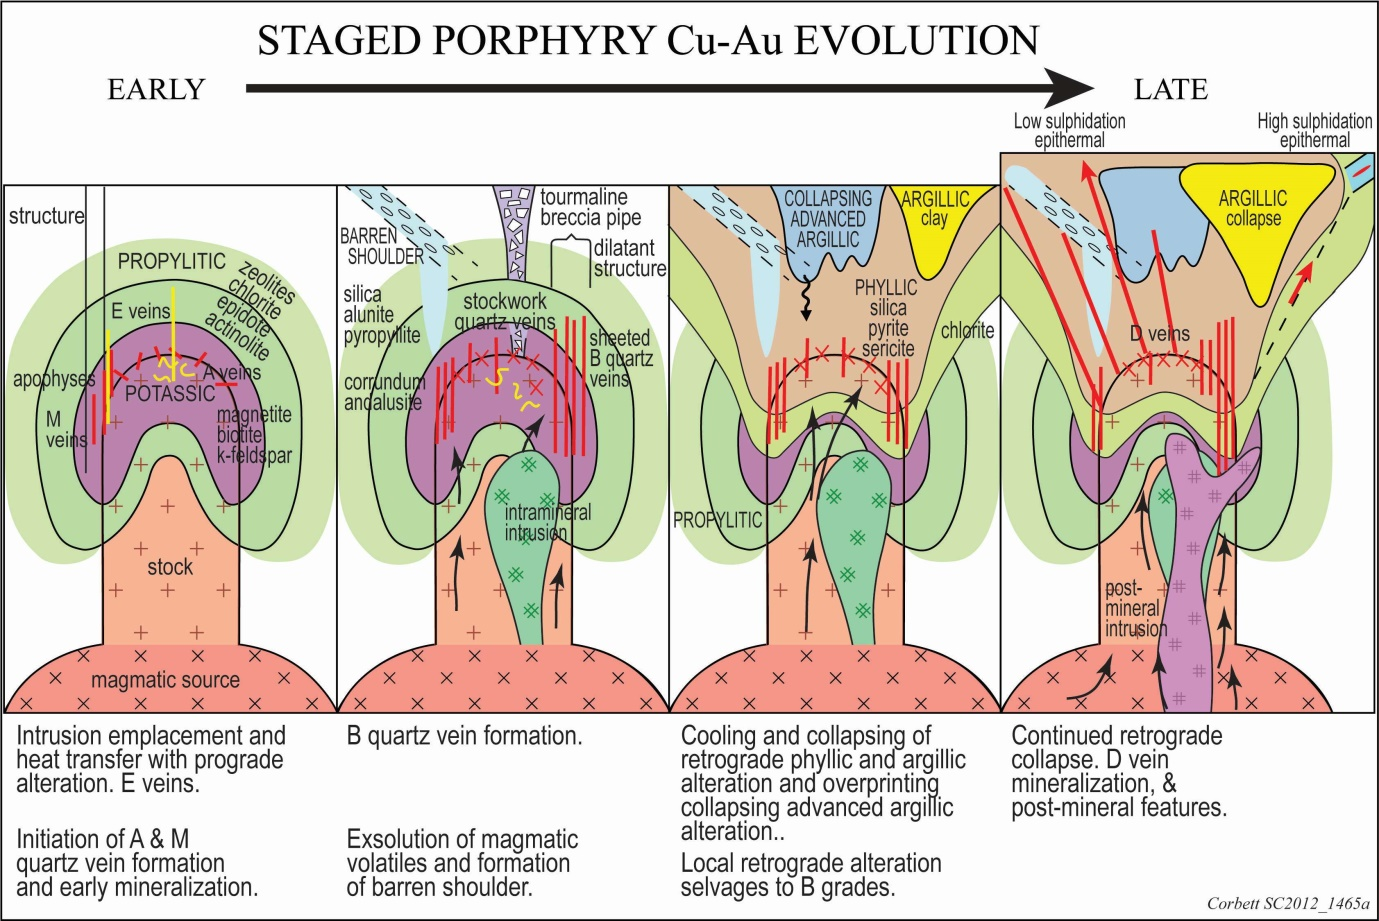 STAGED PORPHYRY Cu-Au EVOLUTION
EARLY
LATE
Low sulphidation
epithermal
High sulphidation
epithermal
structure
PROPYLITIC
zeolites
chlorite
epidote
actinolite
E veins
apophyses
A veins
POTASSIC
M
veins
magnetite
biotite
k-feldspar
stock
magmatic source
tourmaline
breccia pipe
BARREN
SHOULDER
dilatant
structure
silica
alunite
pyropyllite
stockwork
quartz veins
sheeted
B quartz
veins
corrundum
andalusite
intramineral
intrusion
COLLAPSING
ADVANCED
ARGILLIC
ARGILLIC
clay
PHYLLIC
silica
pyrite
sericite
chlorite
PROPYLITIC
ARGILLIC
collapse
D veins
post-
mineral
intrusion
Intrusion emplacement and
heat transfer with prograde
alteration. E veins.
Initiation of A & M
quartz vein formation
and early mineralization.
B quartz vein formation.
Exsolution of magmatic
volatiles and formation
of barren shoulder.
Cooling and collapsing of
retrograde phyllic and argillic
alteration and overprinting
collapsing advanced argillic
alteration..
Local retrograde alteration
selvages to B grades.
Continued retrograde
collapse. D vein
mineralization, &
post-mineral features.
Corbett SC2012_1465a